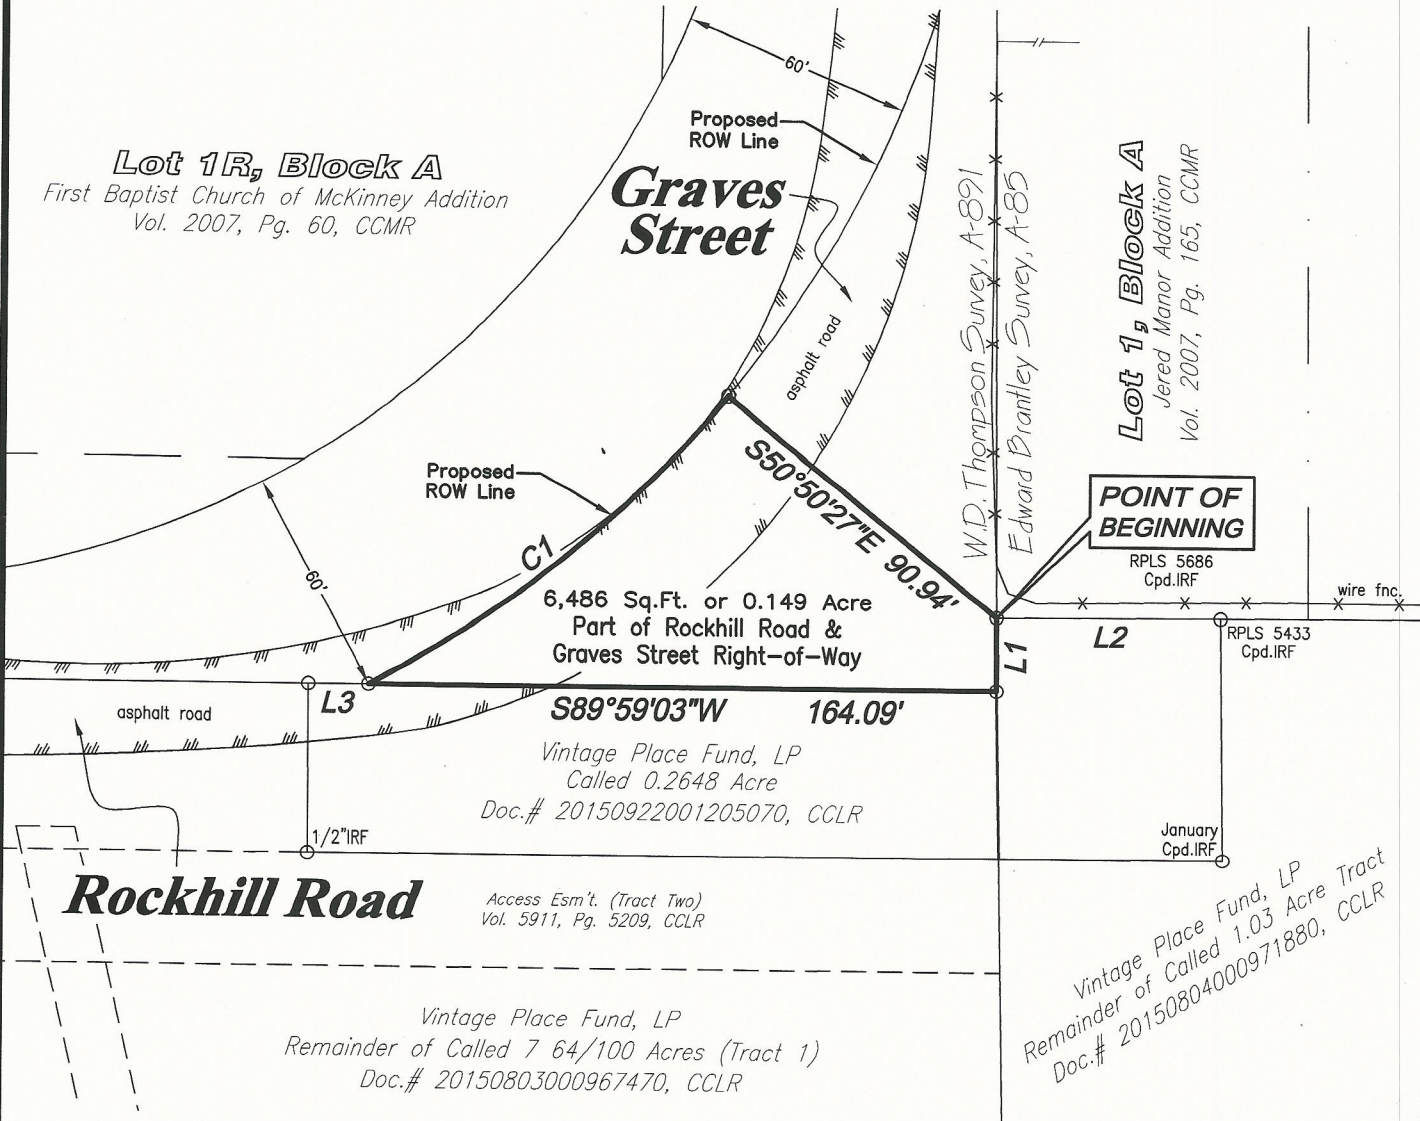 60'
Proposed
ROW Line
Lot 1R, Block A
First Baptist Church of McKinney Addition
Vol. 2007, Pg. 60, CCMR
Graves
Street
W.D. Thompson Survey, A-891
Edward Brantley Survey, A-85
Lot 1, Block A
Jered Manor Addition
Vol. 2007, Pg. 165, CCMR
asphalt road
Proposed
ROW Line
S50°50'27"E 90.94'
POINT OF
BEGINNING
RPLS 5686
Cpd.IRF
C1
60'
6,486 Sq.Ft. or 0.149 Acre
Part of Rockhill Road &
Graves Street Right-of-Way
wire fnc.
L1
L2
RPLS 5433
Cpd.IRF
L3
asphalt road
S89°59'03"W 164.09'
Vintage Place Fund, LP
Called 0.2648 Acre
Doc.# 20150922001205070, CCLR
1/2"IRF
January
Cpd.IRF
Rockhill Road
Access Esm't. (Tract Two)
Vol. 5911, Pg. 5209, CCLR
Vintage Place Fund, LP
Remainder of Called 1.03 Acre Tract
Doc.# 20150804000971880, CCLR
Vintage Place Fund, LP
Remainder of Called 7 64/100 Acres (Tract 1)
Doc.# 20150803000967470, CCLR